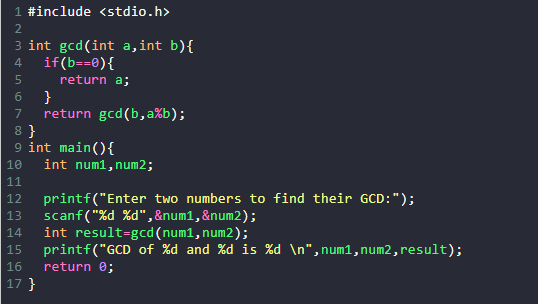 1 #include <stdio.h>
2
3 int gcd(int a,int b){
4   if(b==0){
5     return a;
6   }
7   return gcd(b,a%b);
8 }
9 int main(){
10   int num1,num2;
11
12   printf("Enter two numbers to find their GCD:");
13   scanf("%d %d",&num1,&num2);
14   int result=gcd(num1,num2);
15   printf("GCD of %d and %d is %d \n",num1,num2,result);
16   return 0;
17 }